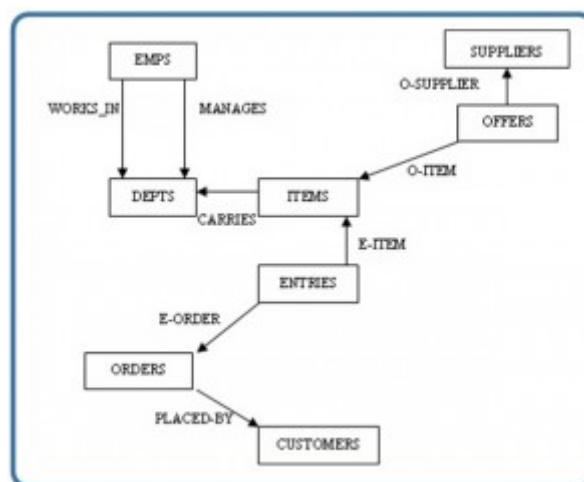 EMPS
SUPPLIERS
O-SUPPLIER
WORKS_IN
MANAGES
OFFERS
O-ITEM
DEPTS
ITEMS
CARRIES
E-ITEM
ENTRIES
E-ORDER
ORDERS
PLACED-BY
CUSTOMERS